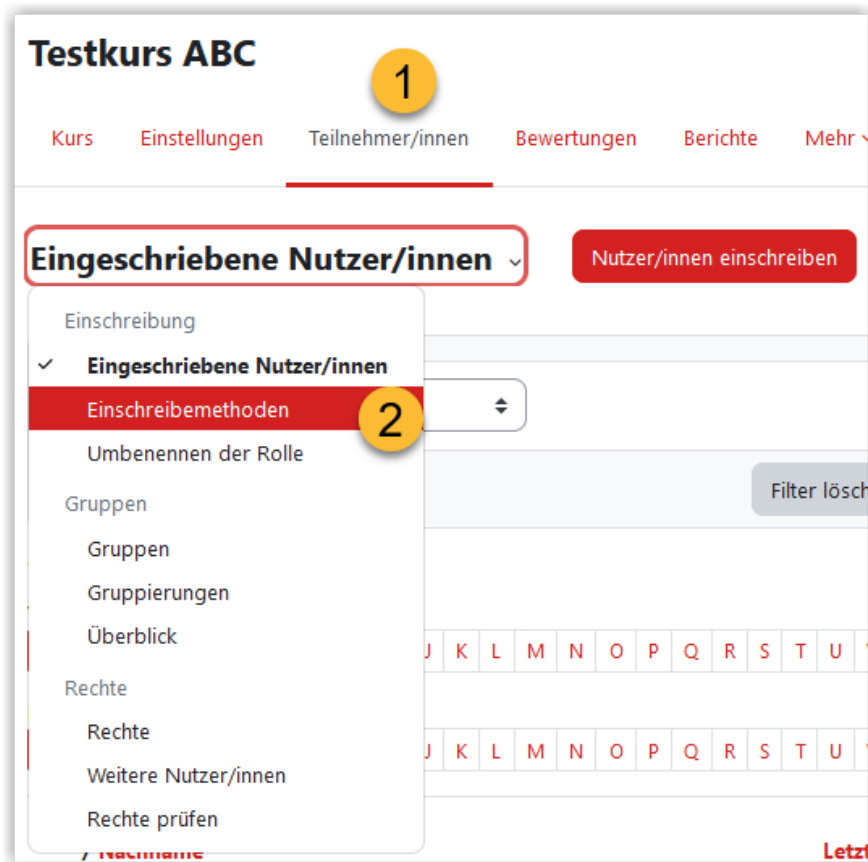 Testkurs ABC
1
Kurs Einstellungen Teilnehmer/innen Bewertungen Berichte Mehr
Eingeschriebene Nutzer/innen Nutzer/innen einschreiben
Einschreibung
Eingeschriebene Nutzer/innen
Einschreibemethoden 2
Umbenennen der Rolle
Gruppen Filter lösch
Gruppen
Gruppierungen
Überblick
J K L M N O P Q R S T U
Rechte
Rechte
J K L M N O P Q R S T U
Weitere Nutzer/innen
Rechte prüfen
/ Nachname Letzt